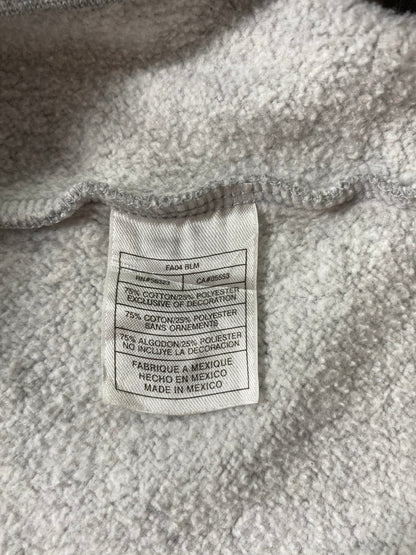 FA04 BLM
RN#56323 CA#05553
75% COTTON/25% POLYESTER
EXCLUSIVE OF DECORATION
75% COTON/25% POLYESTER
SANS ORNEMENTS
75% ALGODON/25% POLIESTER
NO INCLUYE LA DECORACION
FABRIQUE A MEXIQUE
HECHO EN MEXICO
MADE IN MEXICO